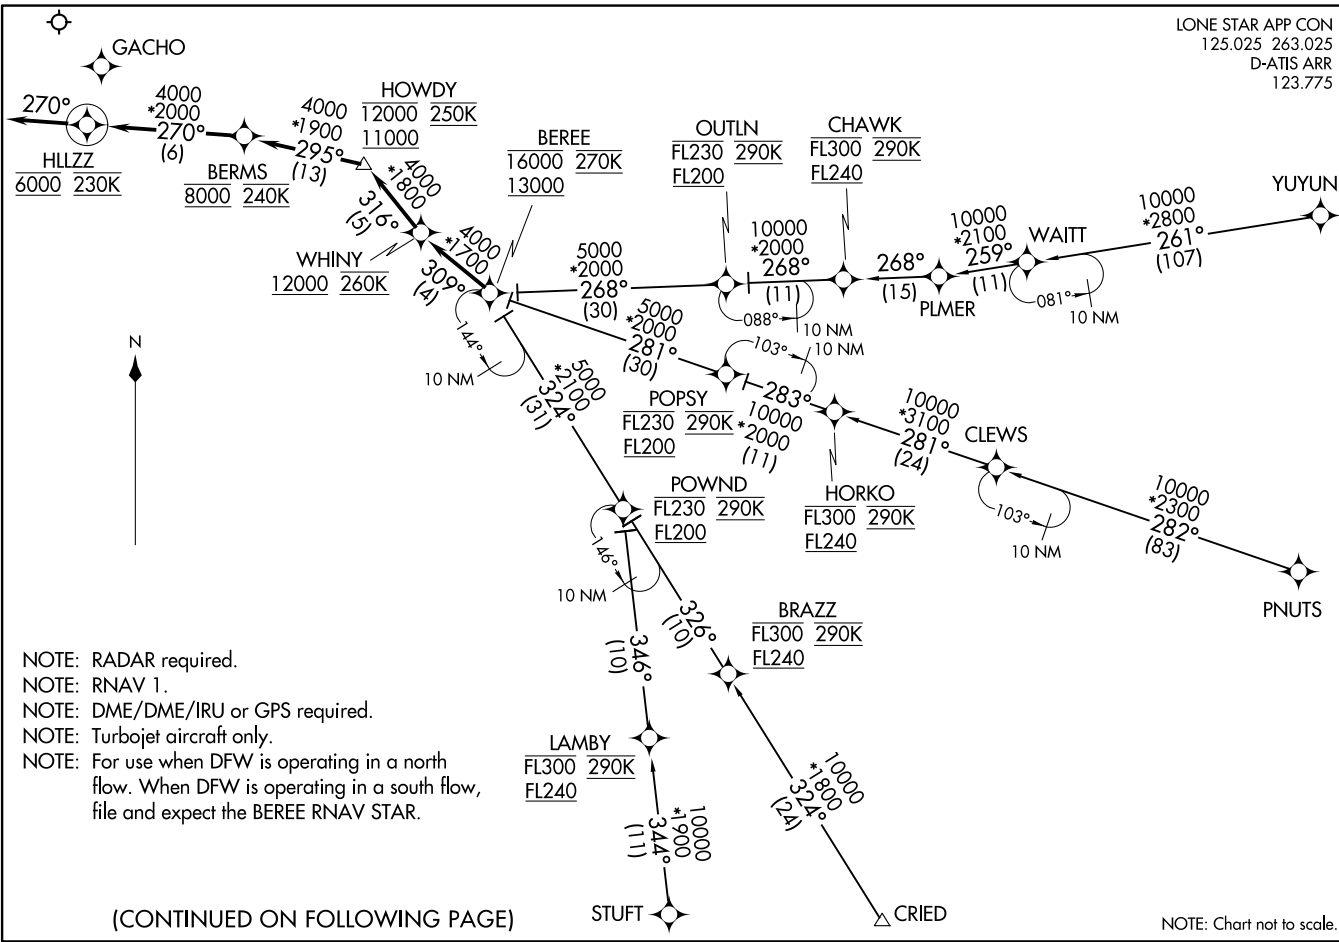 LONE STAR APP CON
125.025 263.025
D-ATIS ARR
123.775
GACHO
270°
HLLZZ
6000 230K
4000
*2000
270°
(6)
BERMS
8000 240K
4000
*1900
295°
(13)
HOWDY
12000 250K
11000
4000
*1800
316°
(5)
WHINY
12000 260K
4000
*1700
309°
(4)
BEREE
16000 270K
13000
144°
10 NM
5000
*2000
268°
(30)
OUTLN
FL230 290K
FL200
088°
10 NM
10000
*2000
268°
(11)
CHAWK
FL300 290K
FL240
268°
(15)
PLMER
10000
*2100
259°
(11)
WAITT
081°
10 NM
10000
*2800
261°
(107)
YUYUN
5000
*2000
281°
(30)
103°
10 NM
POPSY
FL230 290K
FL200
283°
10000
*2000
(11)
HORKO
FL300 290K
FL240
10000
*3100
281°
(24)
CLEWS
103°
10 NM
10000
*2300
282°
(83)
PNUTS
5000
*2100
324°
(31)
POWND
FL230 290K
FL200
146°
10 NM
326°
(10)
BRAZZ
FL300 290K
FL240
10000
*1800
324°
(24)
CRIED
346°
(10)
LAMBY
FL300 290K
FL240
10000
*1900
344°
(11)
STUFT
N
NOTE: RADAR required.
NOTE: RNAV 1.
NOTE: DME/DME/IRU or GPS required.
NOTE: Turbojet aircraft only.
NOTE: For use when DFW is operating in a north
flow. When DFW is operating in a south flow,
file and expect the BEREE RNAV STAR.
(CONTINUED ON FOLLOWING PAGE)
NOTE: Chart not to scale.